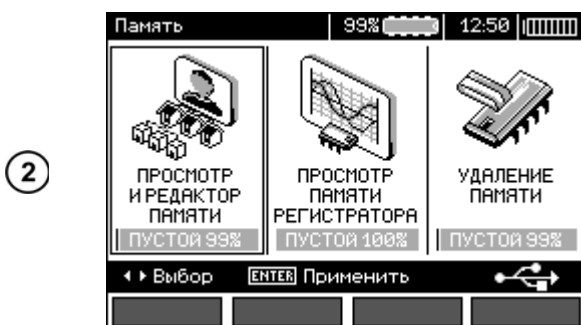 ②
Память 99% 12:50
ПРОСМОТР
И РЕДАКТОР
ПАМЯТИ
ПУСТОЙ 99%
ПРОСМОТР
ПАМЯТИ
РЕГИСТРАТОРА
ПУСТОЙ 100%
УДАЛЕНИЕ
ПАМЯТИ
ПУСТОЙ 99%
Выбор ENTER Применить